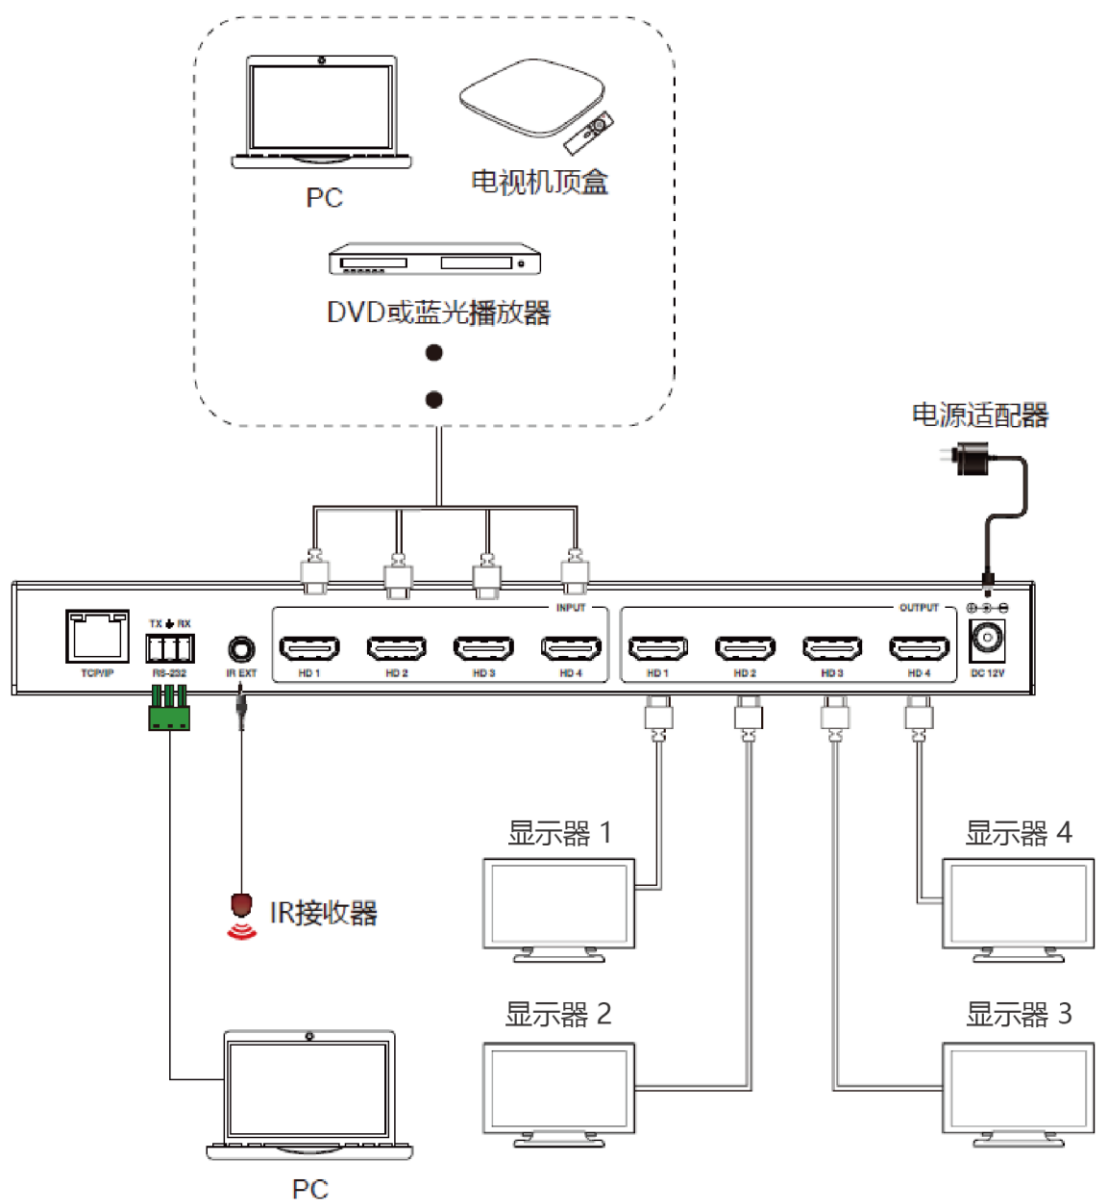 PC
电视机顶盒
DVD或蓝光播放器
电源适配器
INPUT
OUTPUT
TX RX
TCP/IP
RS-232
IR EXT
HD 1
HD 2
HD 3
HD 4
HD 1
HD 2
HD 3
HD 4
DC 12V
显示器 1
显示器 4
IR接收器
显示器 2
显示器 3
PC